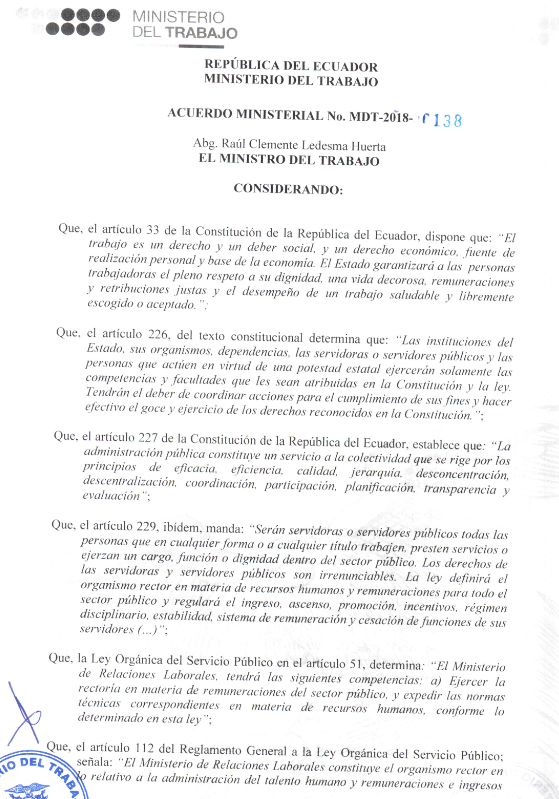 MINISTERIO
DEL TRABAJO
REPÚBLICA DEL ECUADOR
MINISTERIO DEL TRABAJO
ACUERDO MINISTERIAL No. MDT-2018- 0138
Abg. Raúl Clemente Ledesma Huerta
EL MINISTRO DEL TRABAJO
CONSIDERANDO:
Que, el artículo 33 de la Constitución de la República del Ecuador, dispone que: “El
trabajo es un derecho y un deber social, y un derecho económico, fuente de
realización personal y base de la economía. El Estado garantizará a las personas
trabajadoras el pleno respeto a su dignidad, una vida decorosa, remuneraciones
y retribuciones justas y el desempeño de un trabajo saludable y libremente
escogido o aceptado.”;
Que, el artículo 226, del texto constitucional determina que: “Las instituciones del
Estado, sus organismos, dependencias, las servidoras o servidores públicos y las
personas que actúen en virtud de una potestad estatal ejercerán solamente las
competencias y facultades que les sean atribuidas en la Constitución y la ley.
Tendrán el deber de coordinar acciones para el cumplimiento de sus fines y hacer
efectivo el goce y ejercicio de los derechos reconocidos en la Constitución.”;
Que, el artículo 227 de la Constitución de la República del Ecuador, establece que: “La
administración pública constituye un servicio a la colectividad que se rige por los
principios de eficacia, eficiencia, calidad, jerarquía, desconcentración,
descentralización, coordinación, participación, planificación, transparencia y
evaluación”;
Que, el artículo 229, ibídem, manda: “Serán servidoras o servidores públicos todas las
personas que en cualquier forma o a cualquier título trabajen, presten servicios o
ejerzan un cargo, función o dignidad dentro del sector público. Los derechos de
las servidoras y servidores públicos son irrenunciables. La ley definirá el
organismo rector en materia de recursos humanos y remuneraciones para todo el
sector público y regulará el ingreso, ascenso, promoción, incentivos, régimen
disciplinario, estabilidad, sistema de remuneración y cesación de funciones de sus
servidores (...)”;
Que, la Ley Orgánica del Servicio Público en el artículo 51, determina: “El Ministerio
de Relaciones Laborales, tendrá las siguientes competencias: a) Ejercer la
rectoría en materia de remuneraciones del sector público, y expedir las normas
técnicas correspondientes en materia de recursos humanos, conforme lo
determinado en esta ley”;
Que, el artículo 112 del Reglamento General a la Ley Orgánica del Servicio Público;
señala: “El Ministerio de Relaciones Laborales constituye el organismo rector en
lo relativo a la administración del talento humano y remuneraciones e ingresos
DEL TRABA